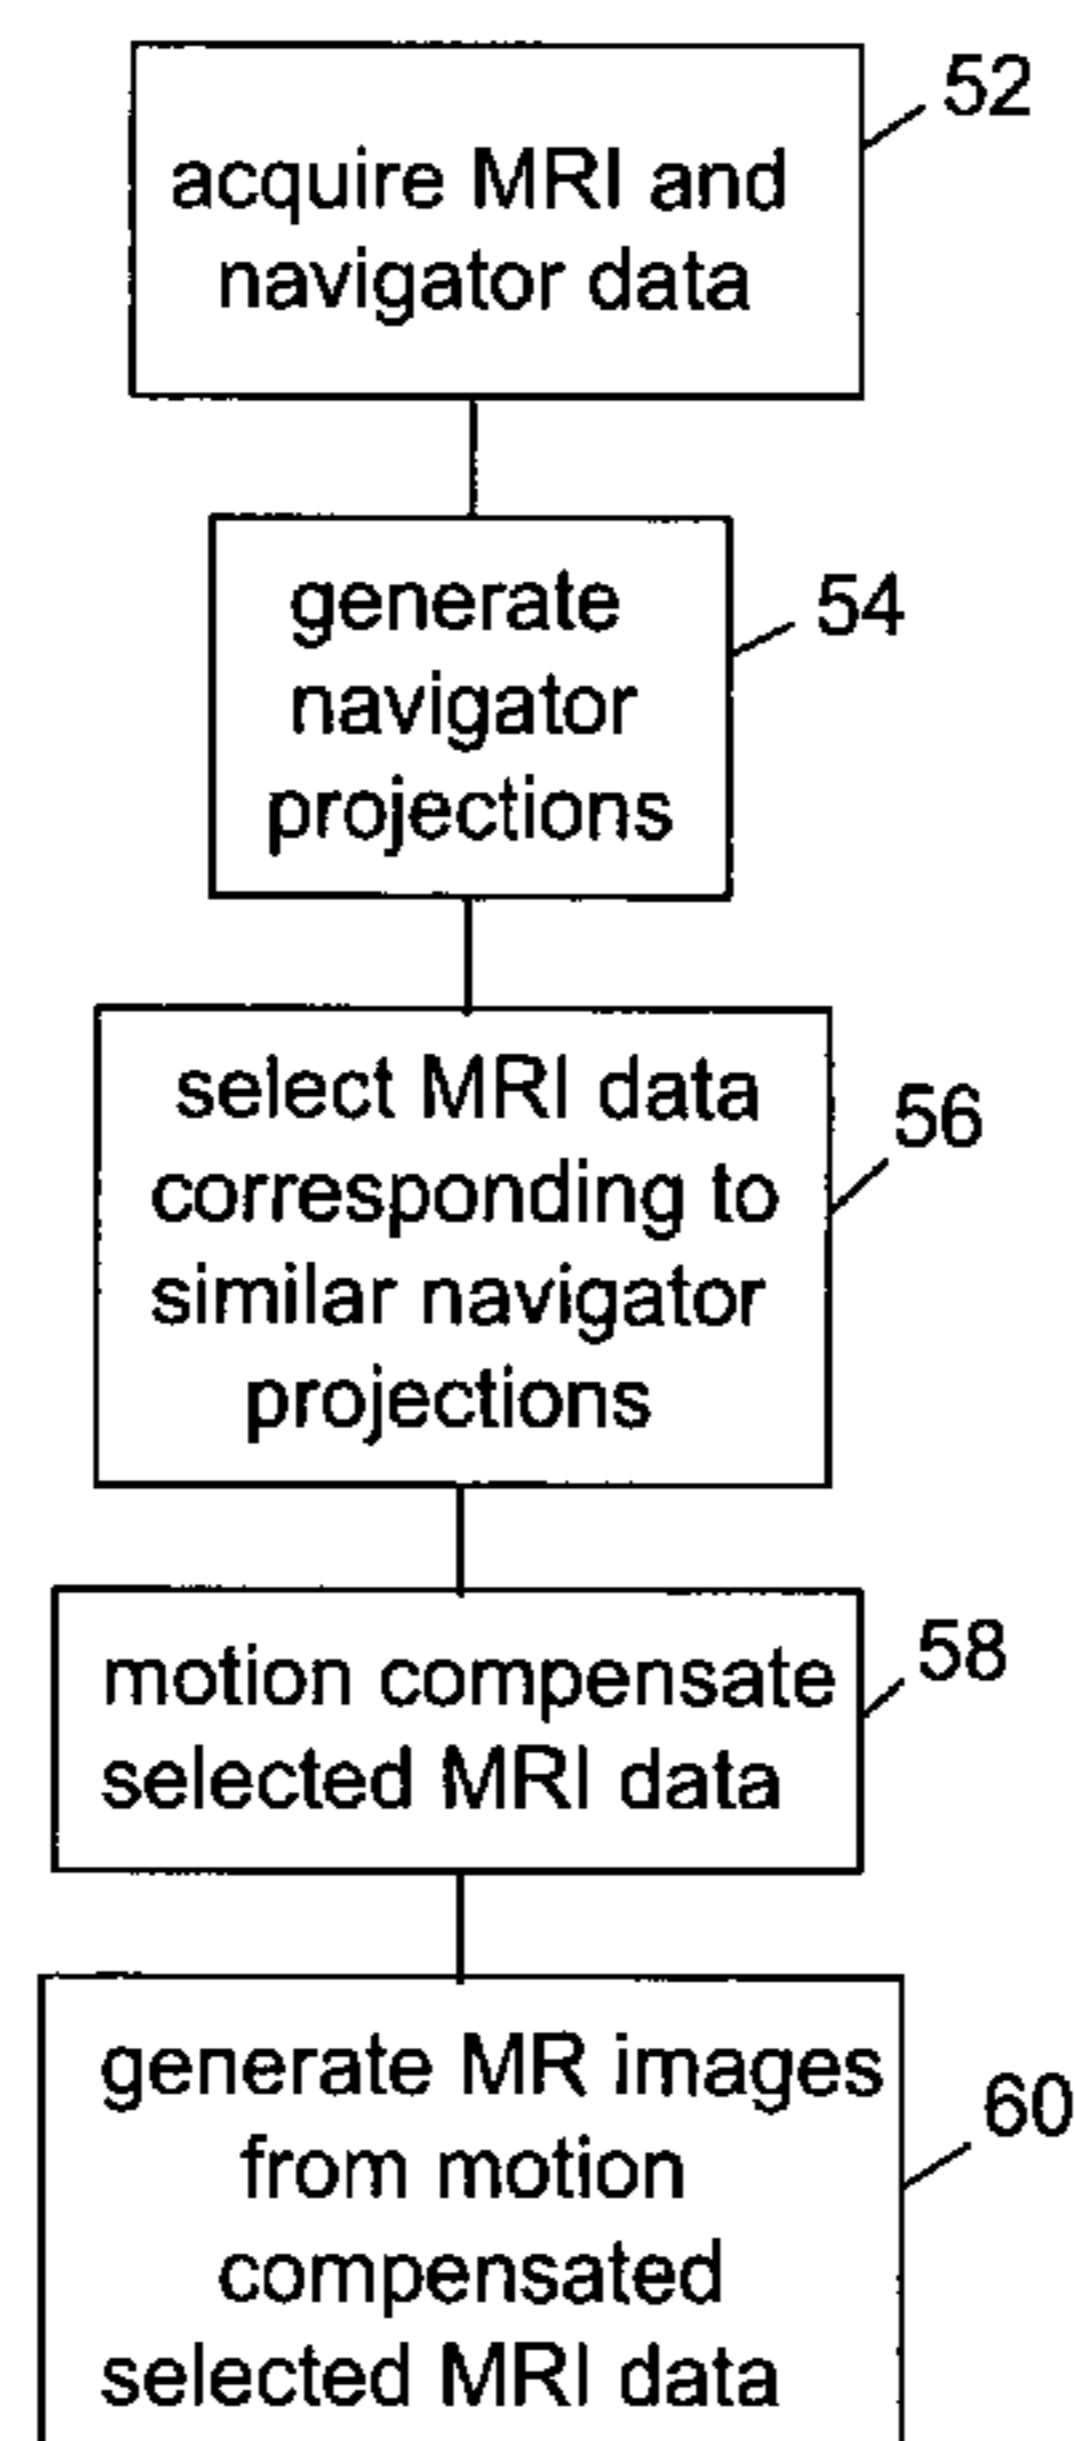 52
acquire MRI and
navigator data
54
generate
navigator
projections
56
select MRI data
corresponding to
similar navigator
projections
58
motion compensate
selected MRI data
60
generate MR images
from motion
compensated
selected MRI data